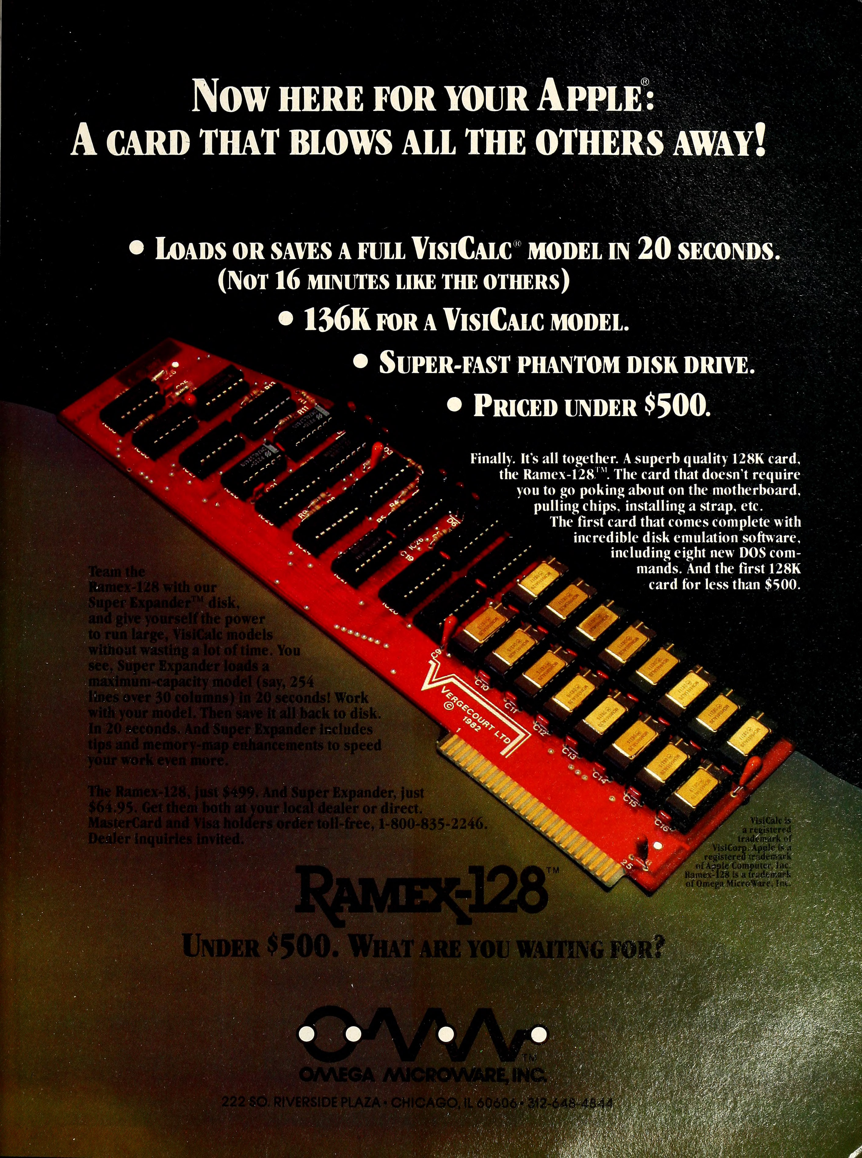 NOW HERE FOR YOUR APPLE®:
A CARD THAT BLOWS ALL THE OTHERS AWAY!
• LOADS OR SAVES A FULL VISICALC® MODEL IN 20 SECONDS.
(NOT 16 MINUTES LIKE THE OTHERS)
• 136K FOR A VISICALC MODEL.
• SUPER-FAST PHANTOM DISK DRIVE.
• PRICED UNDER $500.
Finally. It's all together. A superb quality 128K card,
the Ramex-128™. The card that doesn't require
you to go poking about on the motherboard,
pulling chips, installing a strap, etc.
The first card that comes complete with
incredible disk emulation software,
including eight new DOS com-
mands. And the first 128K
card for less than $500.
Team the
Ramex-128 with our
Super Expander™ disk,
and give yourself the power
to run large, VisiCalc models
without wasting a lot of time. You
see, Super Expander loads a
maximum-capacity model (say, 254
lines over 30 columns) in 20 seconds! Work
with your model. Then save it all back to disk.
In 20 seconds. And Super Expander includes
tips and memory-map enhancements to speed
your work even more.
The Ramex-128, just $499. And Super Expander, just
$64.95. Get them both at your local dealer or direct.
MasterCard and Visa holders order toll-free, 1-800-835-2246.
Dealer inquiries invited.
VERGECOURT LTD
© 1982
C9
C10
C11
C12
C13
C14
C15
C16
25
VisiCalc is
a registered
trademark of
VisiCorp. Apple is a
registered trademark
of Apple Computer, Inc.
Ramex-128 is a trademark
of Omega MicroWare, Inc.
RAMEX-128™
UNDER $500. WHAT ARE YOU WAITING FOR?
OMEGA MICROWARE, INC.
™
222 SO. RIVERSIDE PLAZA • CHICAGO, IL 60606 • 312-648-4844